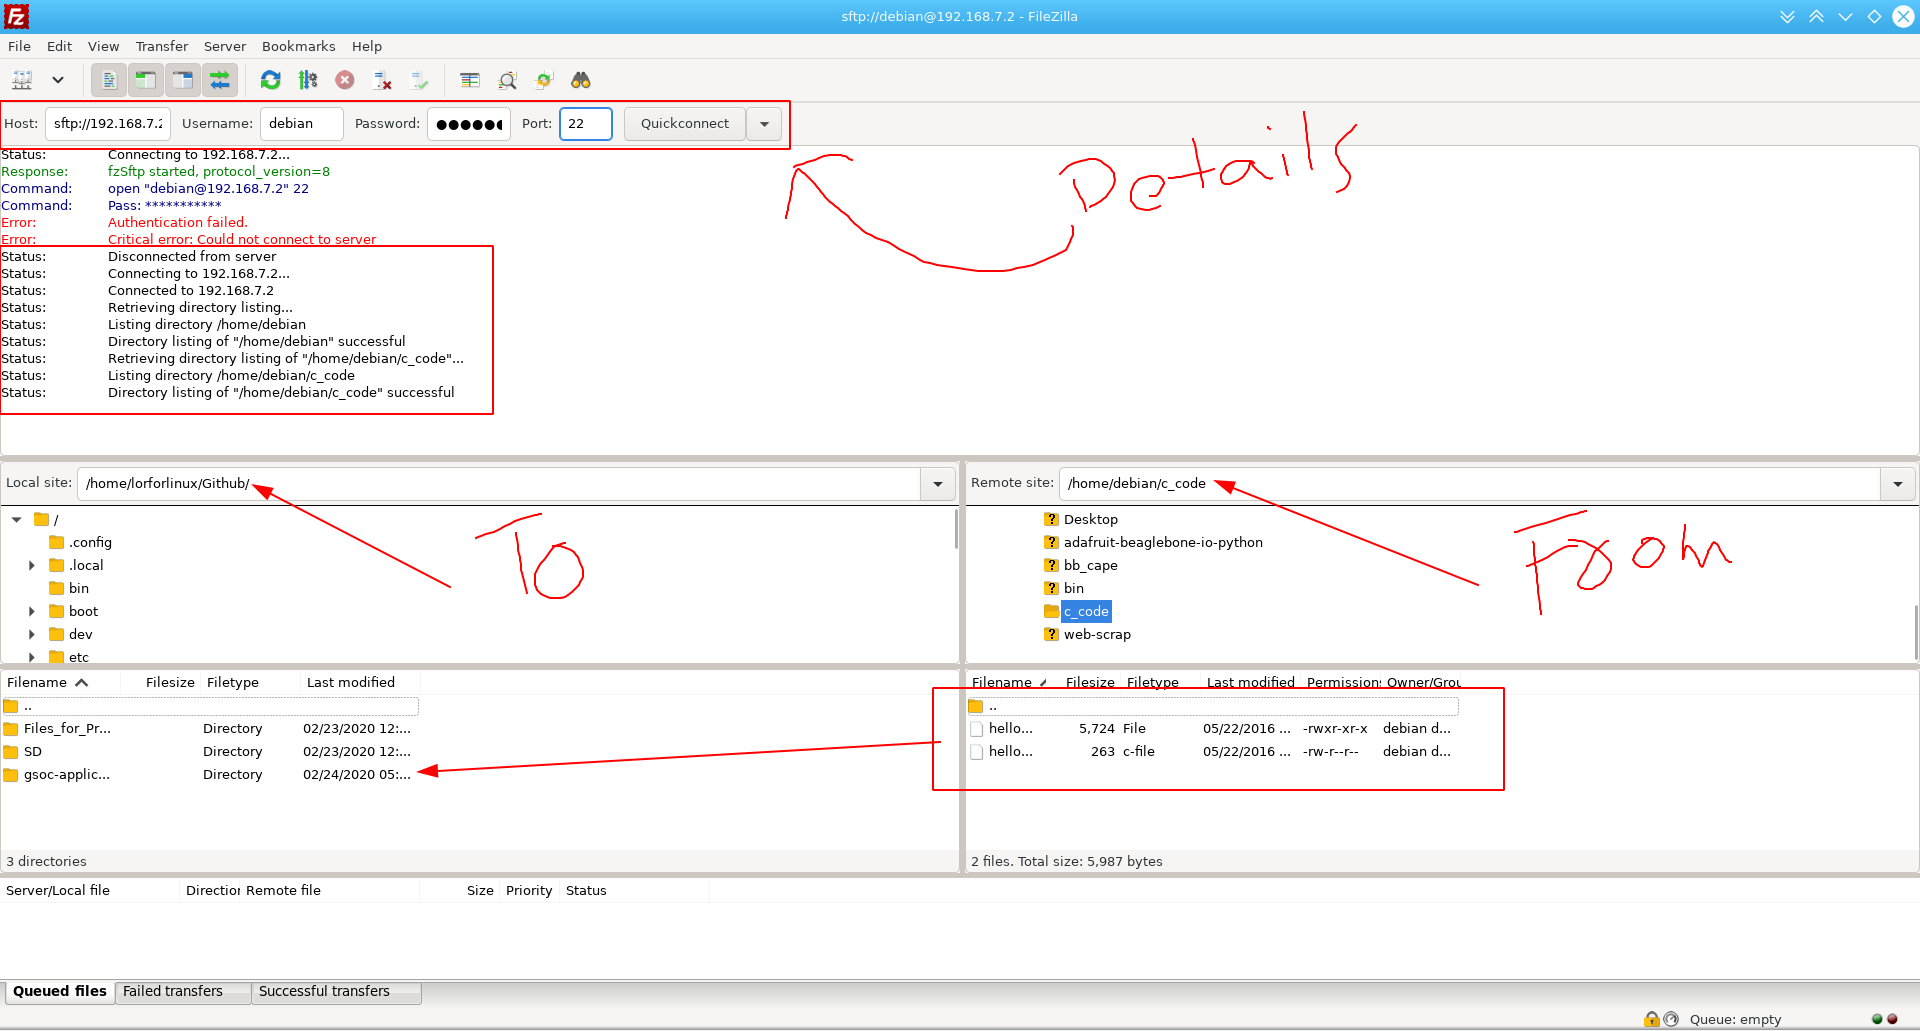 sftp://debian@192.168.7.2 - FileZilla
File Edit View Transfer Server Bookmarks Help
Host: sftp://192.168.7.2 Username: debian Password: ●●●●●● Port: 22 Quickconnect
Status: Connecting to 192.168.7.2...
Response: fzSftp started, protocol_version=8
Command: open "debian@192.168.7.2" 22
Command: Pass: ***********
Error: Authentication failed.
Error: Critical error: Could not connect to server
Status: Disconnected from server
Status: Connecting to 192.168.7.2...
Status: Connected to 192.168.7.2
Status: Retrieving directory listing...
Status: Listing directory /home/debian
Status: Directory listing of "/home/debian" successful
Status: Retrieving directory listing of "/home/debian/c_code"...
Status: Listing directory /home/debian/c_code
Status: Directory listing of "/home/debian/c_code" successful
Details
Local site: /home/lorforlinux/Github/
/
.config
.local
bin
boot
dev
etc
To
Remote site: /home/debian/c_code
Desktop
adafruit-beaglebone-io-python
bb_cape
bin
c_code
web-scrap
From
Filename Filesize Filetype Last modified
..
Files_for_Pr... Directory 02/23/2020 12:...
SD Directory 02/23/2020 12:...
gsoc-applic... Directory 02/24/2020 05:...
3 directories
Filename Filesize Filetype Last modified Permission Owner/Grou
..
hello... 5,724 File 05/22/2016 ... -rwxr-xr-x debian d...
hello... 263 c-file 05/22/2016 ... -rw-r--r-- debian d...
2 files. Total size: 5,987 bytes
Server/Local file Direction Remote file Size Priority Status
Queued files Failed transfers Successful transfers
Queue: empty